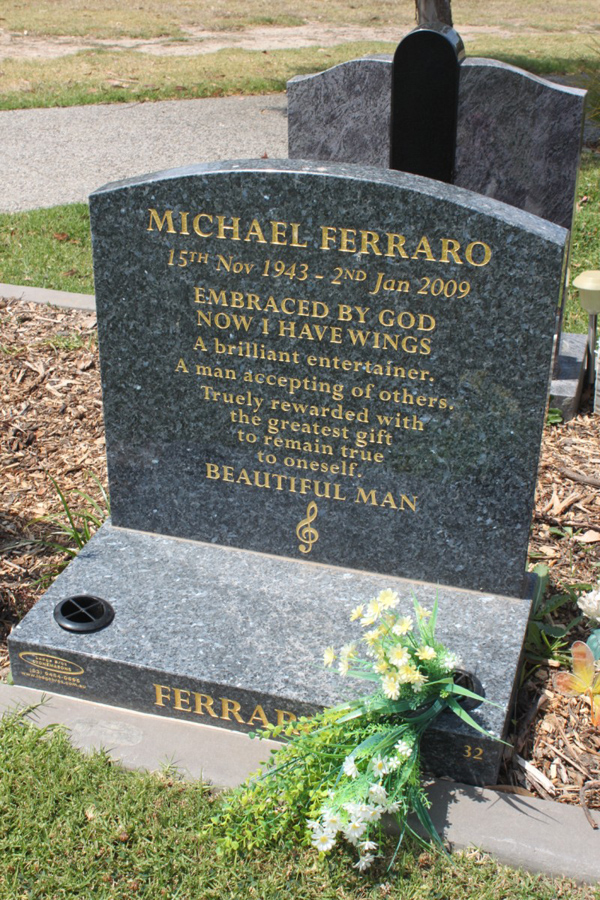 MICHAEL FERRARO
15TH Nov 1943 - 2ND Jan 2009
EMBRACED BY GOD
NOW I HAVE WINGS
A brilliant entertainer.
A man accepting of others.
Truely rewarded with
the greatest gift
to remain true
to oneself.
BEAUTIFUL MAN
FERRAR
32